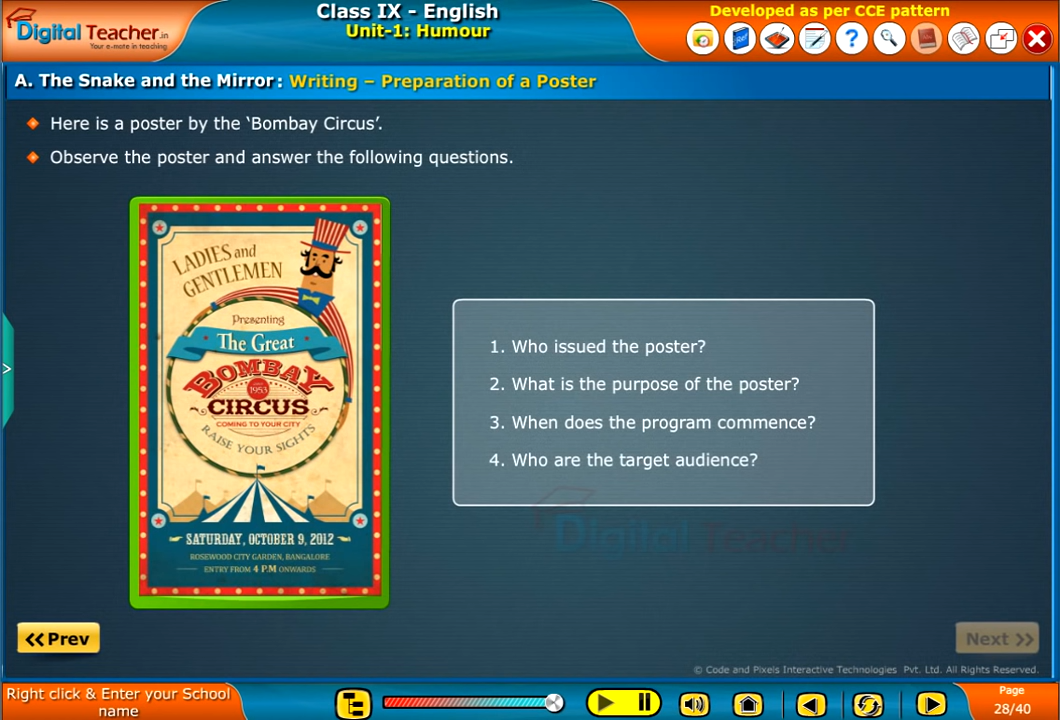 Digital Teacher.in
Your e-mate in teaching
Class IX - English
Unit-1: Humour
Developed as per CCE pattern
A. The Snake and the Mirror : Writing – Preparation of a Poster
Here is a poster by the ‘Bombay Circus’.
Observe the poster and answer the following questions.
LADIES and
GENTLEMEN
Presenting
The Great
BOMBAY
1953
CIRCUS
COMING TO YOUR CITY
RAISE YOUR SIGHTS
SATURDAY, OCTOBER 9, 2012
ROSEWOOD CITY GARDEN, BANGALORE
ENTRY FROM 4 P.M ONWARDS
1. Who issued the poster?
2. What is the purpose of the poster?
3. When does the program commence?
4. Who are the target audience?
Digital Teacher
<< Prev
Next >>
© Code and Pixels Interactive Technologies Pvt. Ltd. All Rights Reserved.
Right click & Enter your School
name
Page
28/40